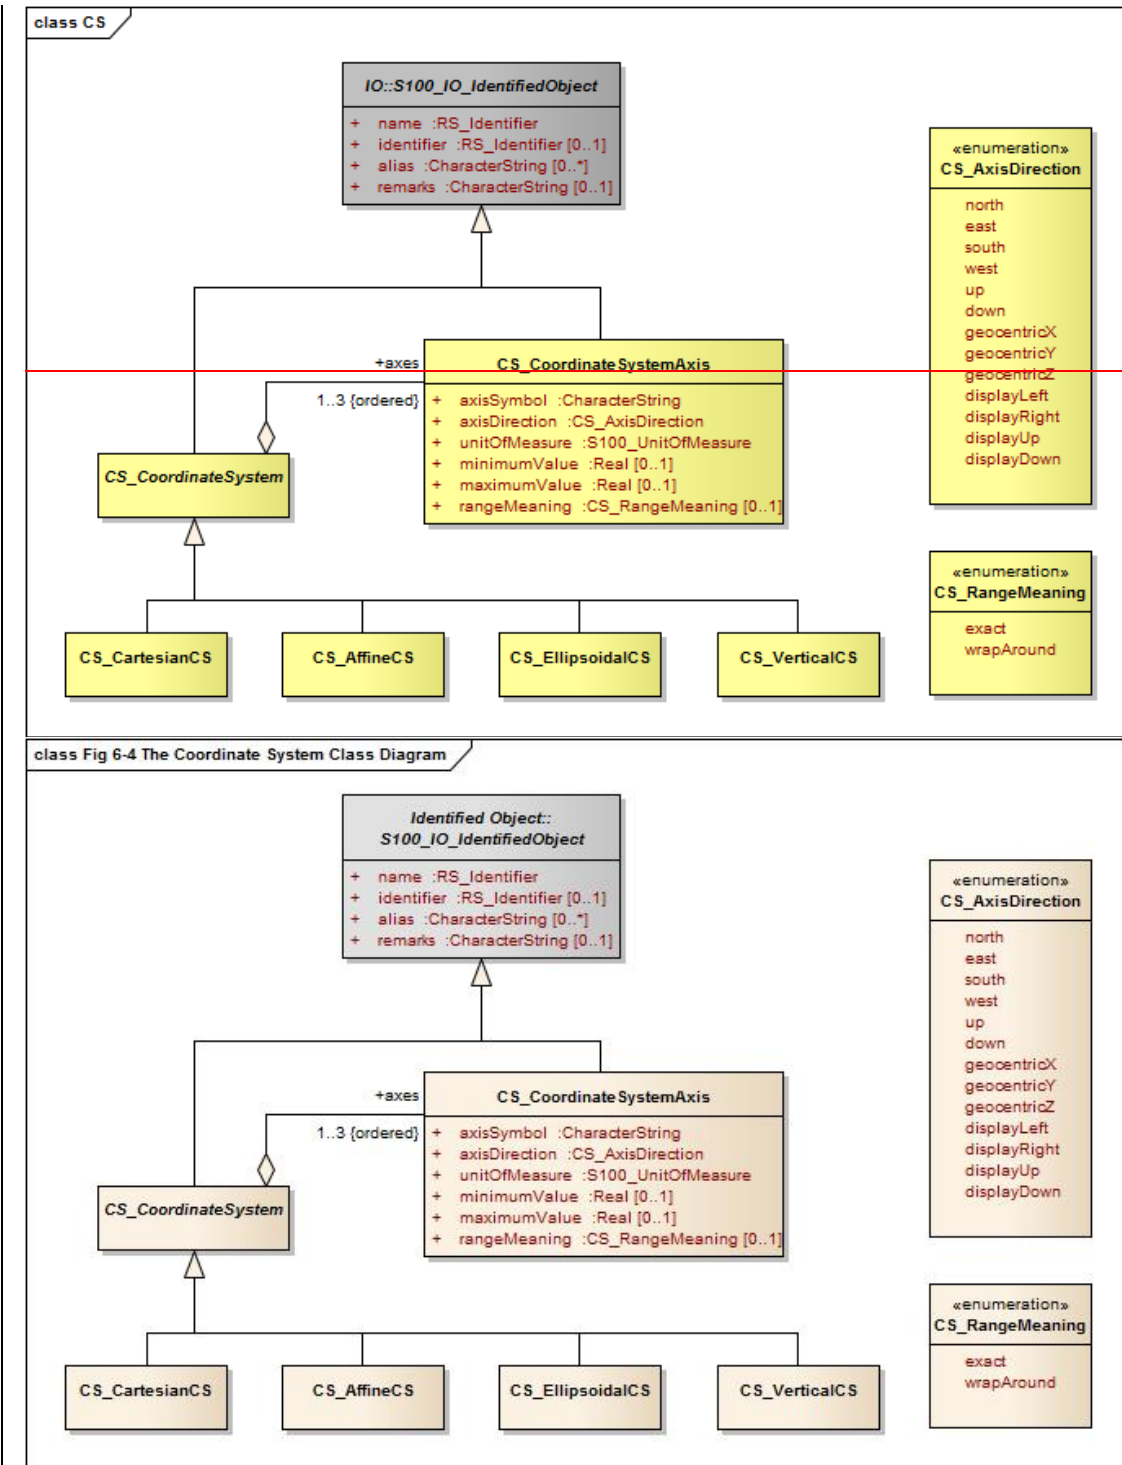 class CS
IO::S100_IO_IdentifiedObject
+ name :RS_Identifier
+ identifier :RS_Identifier [0..1]
+ alias :CharacterString [0..*]
+ remarks :CharacterString [0..1]
«enumeration»
CS_AxisDirection
north
east
south
west
up
down
geocentricX
geocentricY
geocentricZ
displayLeft
displayRight
displayUp
displayDown
+axes
1..3 {ordered}
CS_CoordinateSystemAxis
+ axisSymbol :CharacterString
+ axisDirection :CS_AxisDirection
+ unitOfMeasure :S100_UnitOfMeasure
+ minimumValue :Real [0..1]
+ maximumValue :Real [0..1]
+ rangeMeaning :CS_RangeMeaning [0..1]
CS_CoordinateSystem
«enumeration»
CS_RangeMeaning
exact
wrapAround
CS_CartesianCS
CS_AffineCS
CS_EllipsoidalCS
CS_VerticalCS
class Fig 6-4 The Coordinate System Class Diagram
Identified Object::
S100_IO_IdentifiedObject
+ name :RS_Identifier
+ identifier :RS_Identifier [0..1]
+ alias :CharacterString [0..*]
+ remarks :CharacterString [0..1]
«enumeration»
CS_AxisDirection
north
east
south
west
up
down
geocentricX
geocentricY
geocentricZ
displayLeft
displayRight
displayUp
displayDown
+axes
1..3 {ordered}
CS_CoordinateSystemAxis
+ axisSymbol :CharacterString
+ axisDirection :CS_AxisDirection
+ unitOfMeasure :S100_UnitOfMeasure
+ minimumValue :Real [0..1]
+ maximumValue :Real [0..1]
+ rangeMeaning :CS_RangeMeaning [0..1]
CS_CoordinateSystem
«enumeration»
CS_RangeMeaning
exact
wrapAround
CS_CartesianCS
CS_AffineCS
CS_EllipsoidalCS
CS_VerticalCS